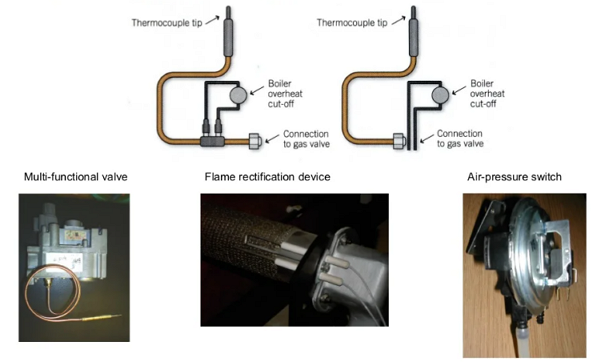 Thermocouple tip
Boiler
overheat
cut-off
Connection
to gas valve
Thermocouple tip
Boiler
overheat
cut-off
Connection
to gas valve
Multi-functional valve
Flame rectification device
Air-pressure switch